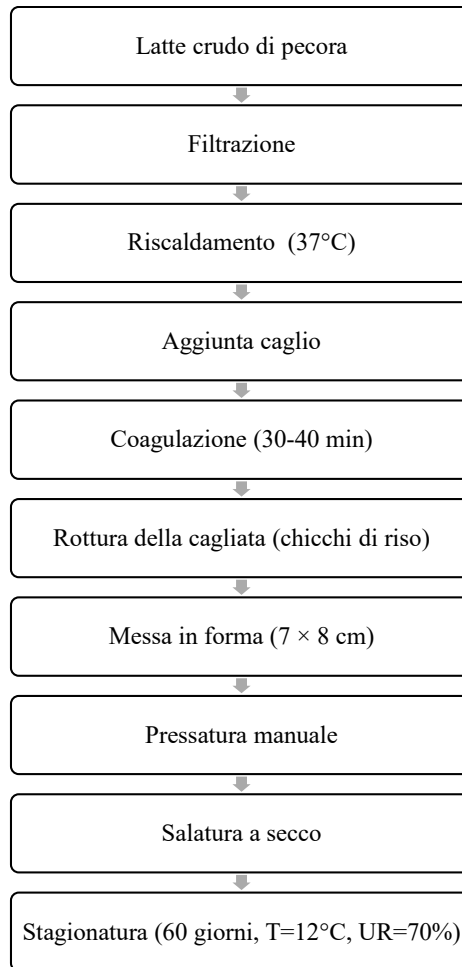 Latte crudo di pecora
Filtrazione
Riscaldamento (37°C)
Aggiunta caglio
Coagulazione (30-40 min)
Rottura della cagliata (chicchi di riso)
Messa in forma (7 × 8 cm)
Pressatura manuale
Salatura a secco
Stagionatura (60 giorni, T=12°C, UR=70%)